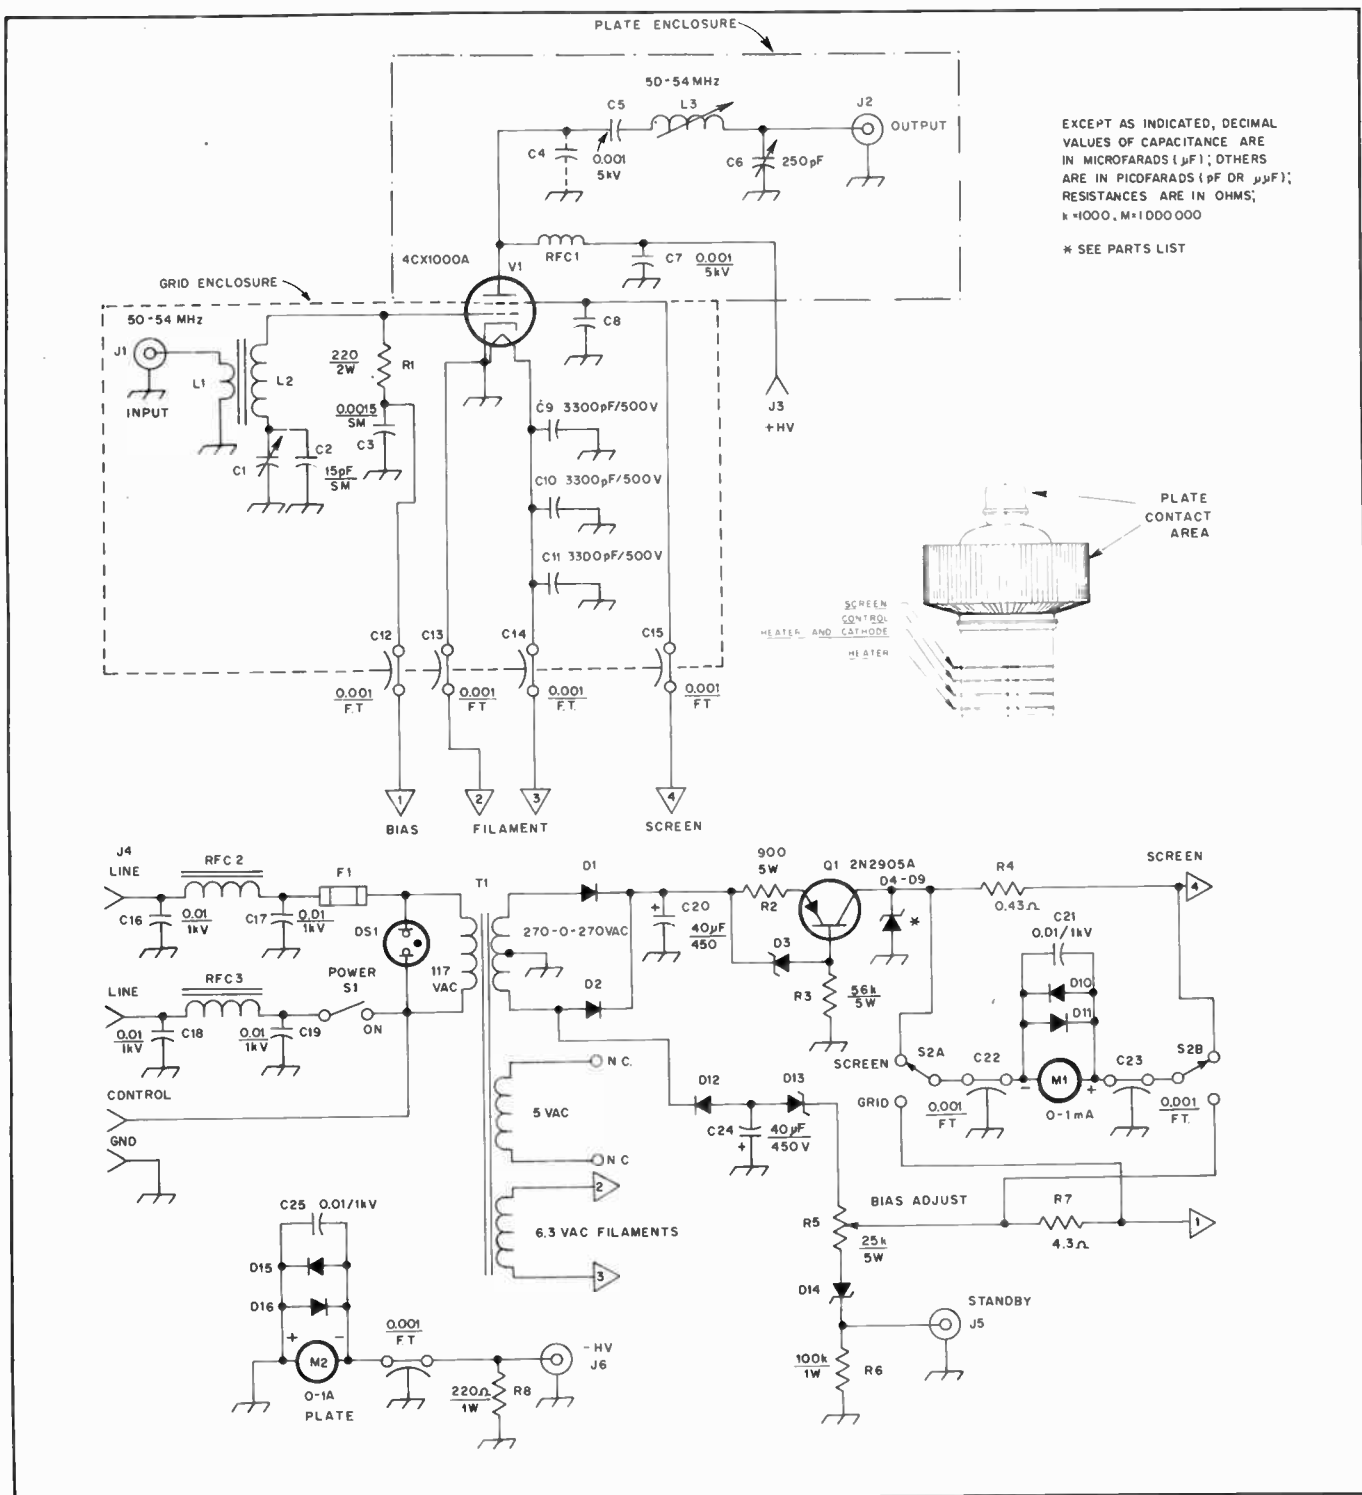 PLATE ENCLOSURE
50-54 MHz
C5
L3
J2
OUTPUT
C4
0.001
5kV
C6
250pF
EXCEPT AS INDICATED, DECIMAL
VALUES OF CAPACITANCE ARE
IN MICROFARADS (µF); OTHERS
ARE IN PICOFARADS (pF OR µµF);
RESISTANCES ARE IN OHMS;
k=1000, M=1000000
* SEE PARTS LIST
4CX1000A
V1
RFC1
C7
0.001
5kV
GRID ENCLOSURE
50-54 MHz
J1
INPUT
L1
L2
220
2W
R1
C8
0.0015
SM
C3
C1
C2
15pF
SM
J3
+HV
C9 3300pF/500V
C10 3300pF/500V
C11 3300pF/500V
PLATE
CONTACT
AREA
SCREEN
CONTROL
HEATER AND CATHODE
HEATER
C12
C13
C14
C15
0.001
F.T
0.001
FT
0.001
F.T.
0.001
FT
1
2
3
4
BIAS
FILAMENT
SCREEN
J4
LINE
RFC2
F1
C16
0.01
1kV
C17
0.01
1kV
DS1
T1
117
VAC
D1
270-0-270VAC
D2
C20
40µF
450
900
5W
R2
Q1 2N2905A
D4-D9
*
D3
R3
56k
5W
R4
0.43Ω
SCREEN
4
C21
0.01/1kV
D10
D11
LINE
RFC3
POWER
S1
ON
0.01
1kV
C18
0.01
1kV
C19
CONTROL
GND
N C.
5 VAC
N C
2
6.3 VAC FILAMENTS
3
D12
D13
C24
40µF
450V
+
SCREEN
S2A
C22
- M1 +
C23
S2B
GRID
0.001
FT
0-1mA
0.001
FT.
BIAS ADJUST
R5
25k
5W
R7
4.3Ω
1
D14
STANDBY
J5
100k
1W
R6
C25 0.01/1kV
D15
D16
+ -
M2
0-1A
PLATE
0.001
F T
-HV
J6
220Ω
1W
R8